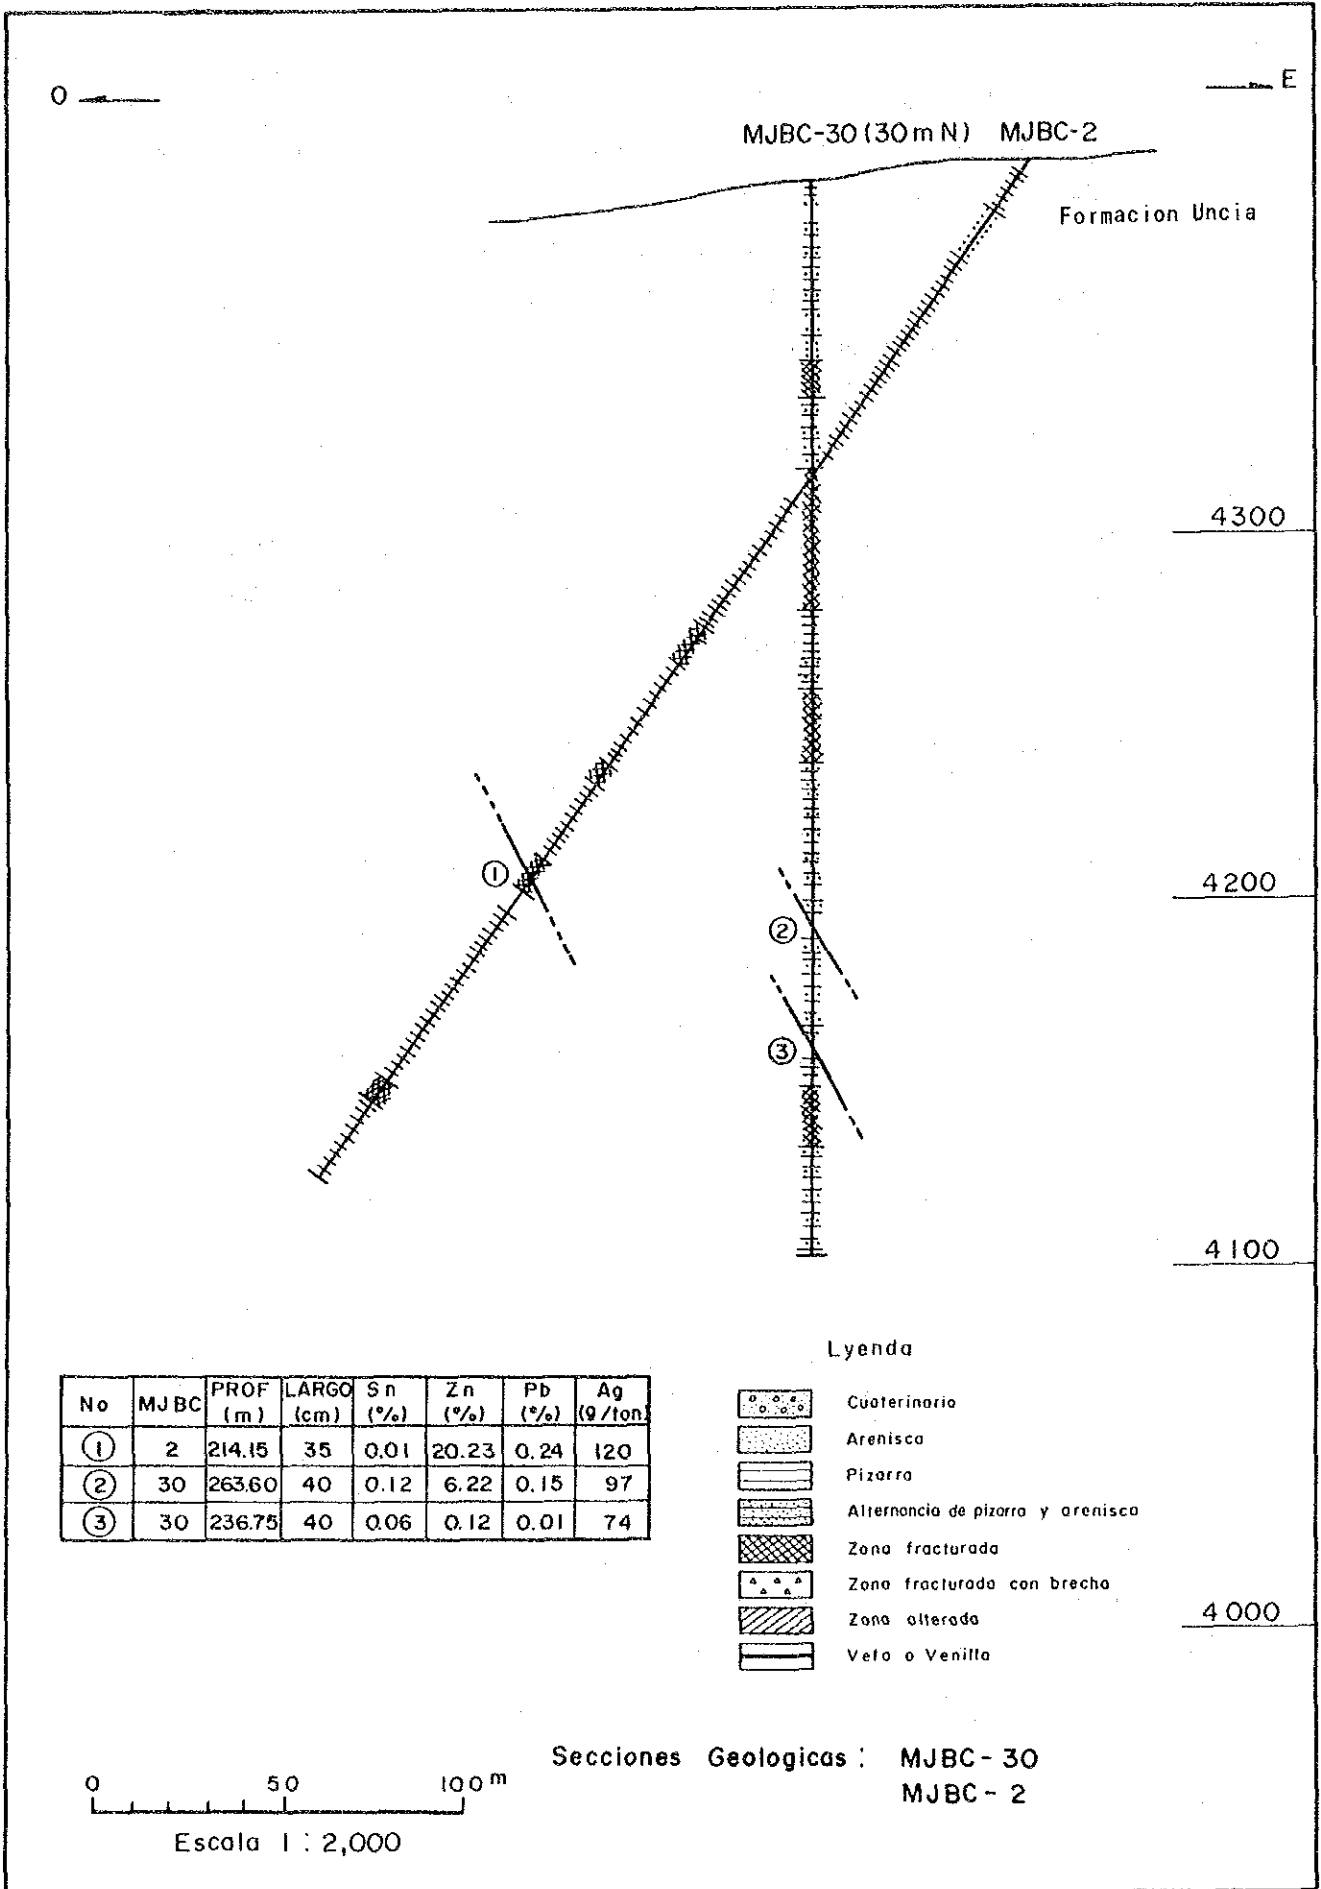 O E
MJBC-30 (30 m N) MJBC-2
Formacion Uncia
4300
4200
4100
4000
①
②
③
No MJBC PROF (m) LARGO (cm) Sn (%) Zn (%) Pb (%) Ag (g/ton)
① 2 214.15 35 0.01 20.23 0.24 120
② 30 263.60 40 0.12 6.22 0.15 97
③ 30 236.75 40 0.06 0.12 0.01 74
Lyenda
Cuaterinario
Arenisca
Pizarra
Alternancia de pizarra y arenisca
Zona fracturada
Zona fracturada con brecha
Zona alterada
Veta o Venilla
Secciones Geologicas : MJBC - 30
MJBC - 2
0 50 100 m
Escala 1 : 2,000